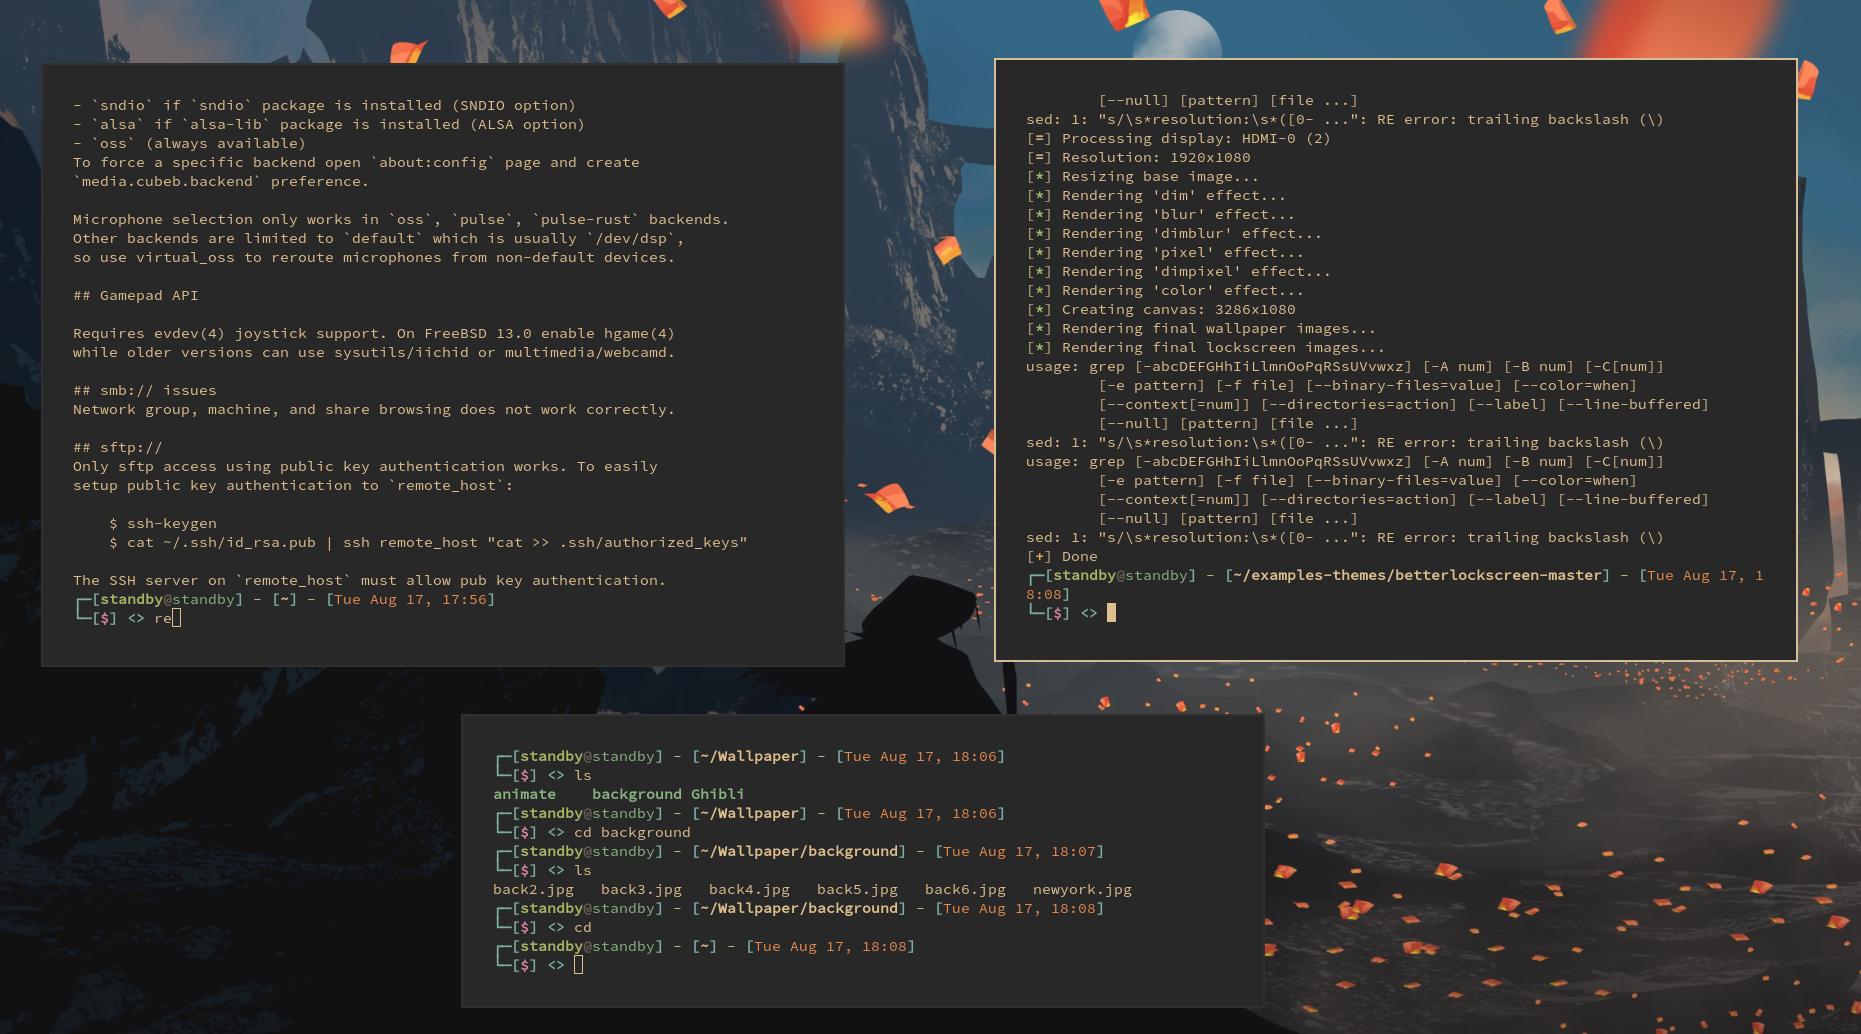 - `sndio` if `sndio` package is installed (SNDIO option)
- `alsa` if `alsa-lib` package is installed (ALSA option)
- `oss` (always available)
To force a specific backend open `about:config` page and create
`media.cubeb.backend` preference.

Microphone selection only works in `oss`, `pulse`, `pulse-rust` backends.
Other backends are limited to `default` which is usually `/dev/dsp`,
so use virtual_oss to reroute microphones from non-default devices.

## Gamepad API

Requires evdev(4) joystick support. On FreeBSD 13.0 enable hgame(4)
while older versions can use sysutils/iichid or multimedia/webcamd.

## smb:// issues
Network group, machine, and share browsing does not work correctly.

## sftp://
Only sftp access using public key authentication works. To easily
setup public key authentication to `remote_host`:

    $ ssh-keygen
    $ cat ~/.ssh/id_rsa.pub | ssh remote_host "cat >> .ssh/authorized_keys"

The SSH server on `remote_host` must allow pub key authentication.
┌─[standby@standby] - [~] - [Tue Aug 17, 17:56]
└─[$] <> re

        [--null] [pattern] [file ...]
sed: 1: "s/\s*resolution:\s*([0- ...": RE error: trailing backslash (\)
[=] Processing display: HDMI-0 (2)
[=] Resolution: 1920x1080
[*] Resizing base image...
[*] Rendering 'dim' effect...
[*] Rendering 'blur' effect...
[*] Rendering 'dimblur' effect...
[*] Rendering 'pixel' effect...
[*] Rendering 'dimpixel' effect...
[*] Rendering 'color' effect...
[*] Creating canvas: 3286x1080
[*] Rendering final wallpaper images...
[*] Rendering final lockscreen images...
usage: grep [-abcDEFGHhIiLlmnOoPqRSsUVvwxz] [-A num] [-B num] [-C[num]]
        [-e pattern] [-f file] [--binary-files=value] [--color=when]
        [--context[=num]] [--directories=action] [--label] [--line-buffered]
        [--null] [pattern] [file ...]
sed: 1: "s/\s*resolution:\s*([0- ...": RE error: trailing backslash (\)
usage: grep [-abcDEFGHhIiLlmnOoPqRSsUVvwxz] [-A num] [-B num] [-C[num]]
        [-e pattern] [-f file] [--binary-files=value] [--color=when]
        [--context[=num]] [--directories=action] [--label] [--line-buffered]
        [--null] [pattern] [file ...]
sed: 1: "s/\s*resolution:\s*([0- ...": RE error: trailing backslash (\)
[+] Done
┌─[standby@standby] - [~/examples-themes/betterlockscreen-master] - [Tue Aug 17, 1
8:08]
└─[$] <>

┌─[standby@standby] - [~/Wallpaper] - [Tue Aug 17, 18:06]
└─[$] <> ls
animate    background Ghibli
┌─[standby@standby] - [~/Wallpaper] - [Tue Aug 17, 18:06]
└─[$] <> cd background
┌─[standby@standby] - [~/Wallpaper/background] - [Tue Aug 17, 18:07]
└─[$] <> ls
back2.jpg   back3.jpg   back4.jpg   back5.jpg   back6.jpg   newyork.jpg
┌─[standby@standby] - [~/Wallpaper/background] - [Tue Aug 17, 18:08]
└─[$] <> cd
┌─[standby@standby] - [~] - [Tue Aug 17, 18:08]
└─[$] <>